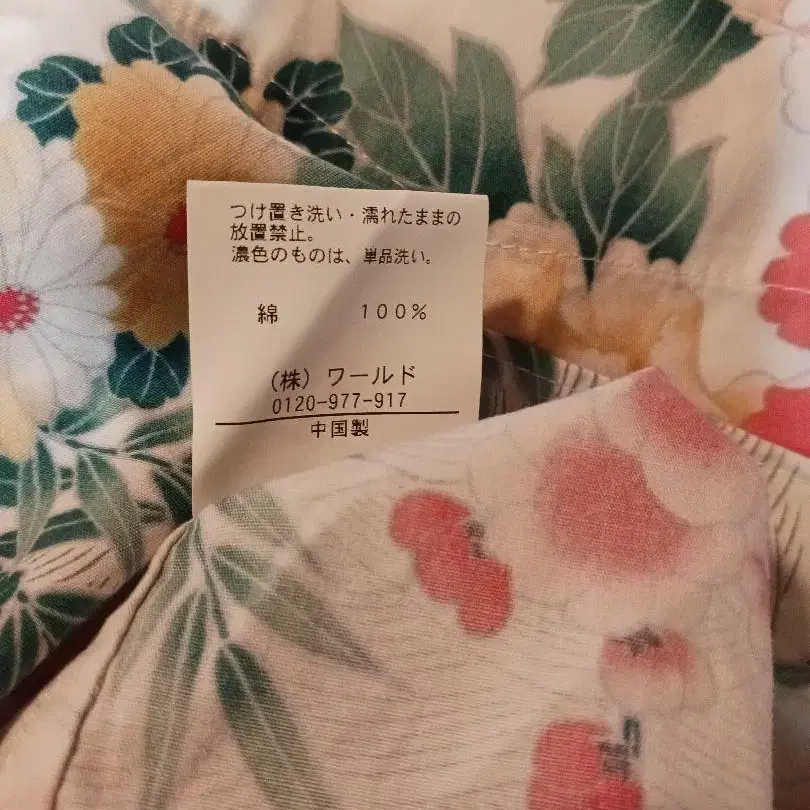 つけ置き洗い・濡れたままの
放置禁止。
濃色のものは、単品洗い。
綿 100%
(株) ワールド
0120-977-917
中国製